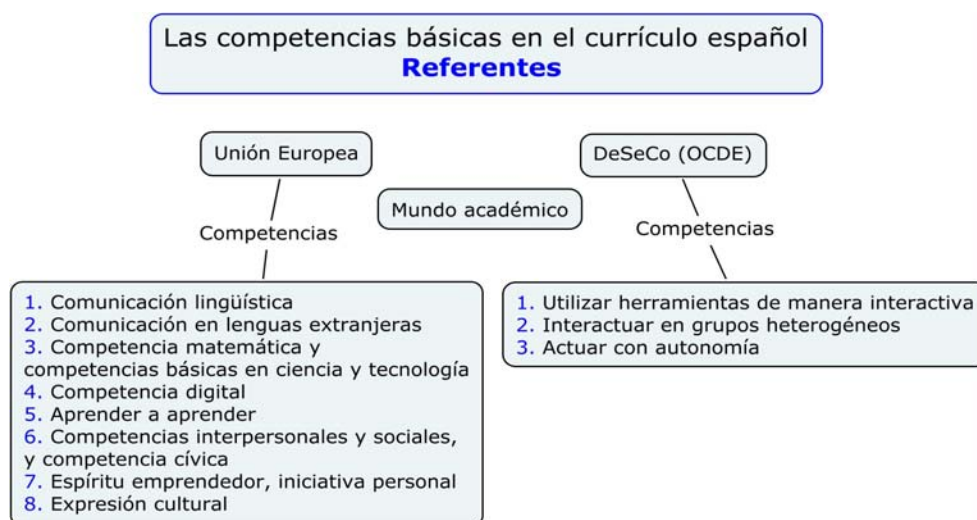 Las competencias básicas en el currículo español
Referentes
Unión Europea
DeSeCo (OCDE)
Mundo académico
Competencias
Competencias
1. Comunicación lingüística
2. Comunicación en lenguas extranjeras
3. Competencia matemática y
competencias básicas en ciencia y tecnología
4. Competencia digital
5. Aprender a aprender
6. Competencias interpersonales y sociales,
y competencia cívica
7. Espíritu emprendedor, iniciativa personal
8. Expresión cultural
1. Utilizar herramientas de manera interactiva
2. Interactuar en grupos heterogéneos
3. Actuar con autonomía